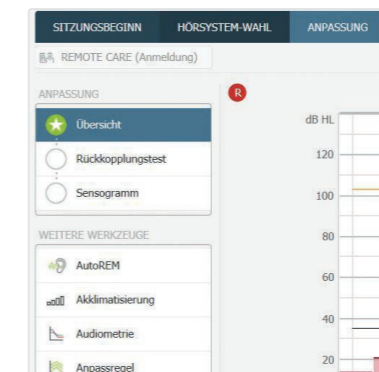 SITZUNGSBEGINN HÖRSYSTEM-WAHL ANPASSUNG
REMOTE CARE (Anmeldung)
ANPASSUNG
Übersicht
Rückkopplungstest
Sensogramm
WEITERE WERKZEUGE
AutoREM
Akklimatisierung
Audiometrie
Anpassregel
R
dB HL
120
100
80
60
40
20